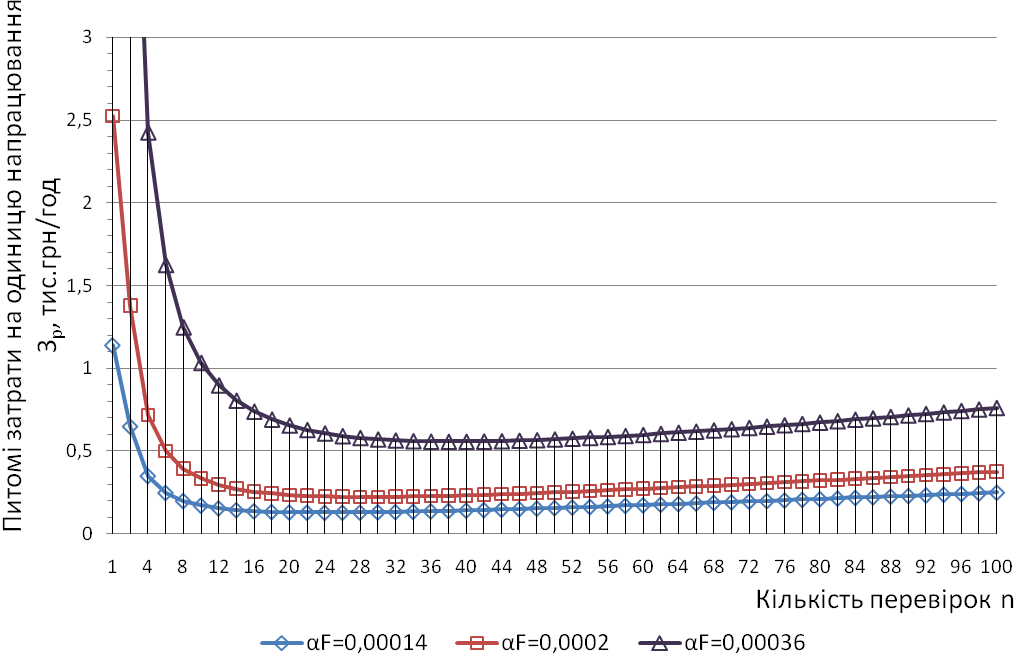 Питомі затрати на одиницю напрацювання
Зр, тис.грн/год
3
2,5
2
1,5
1
0,5
0
1 4 8 12 16 20 24 28 32 36 40 44 48 52 56 60 64 68 72 76 80 84 88 92 96 100
Кількість перевірок n
αF=0,00014 αF=0,0002 αF=0,00036